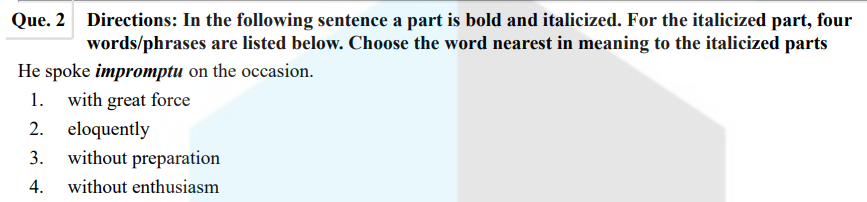 Que. 2 Directions: In the following sentence a part is bold and italicized. For the italicized part, four
words/phrases are listed below. Choose the word nearest in meaning to the italicized parts
He spoke impromptu on the occasion.
1. with great force
2. eloquently
3. without preparation
4. without enthusiasm